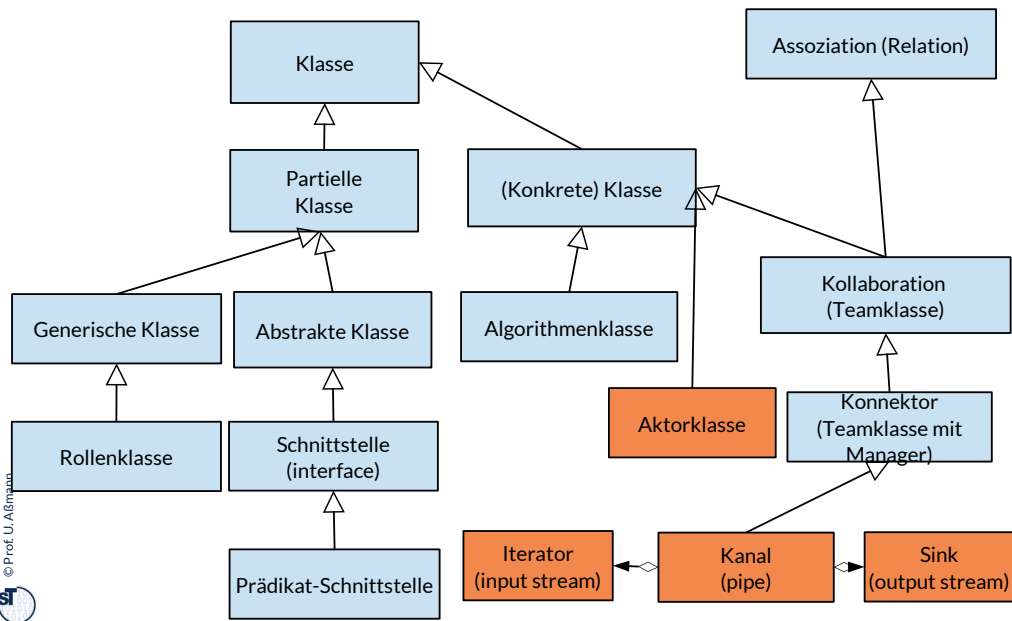 Klasse
Assoziation (Relation)
Partielle
Klasse
(Konkrete) Klasse
Generische Klasse
Abstrakte Klasse
Algorithmenklasse
Kollaboration
(Teamklasse)
Rollenklasse
Schnittstelle
(interface)
Aktorklasse
Konnektor
(Teamklasse mit
Manager)
Prädikat-Schnittstelle
Iterator
(input stream)
Kanal
(pipe)
Sink
(output stream)
© Prof. U. Aßmann
ST